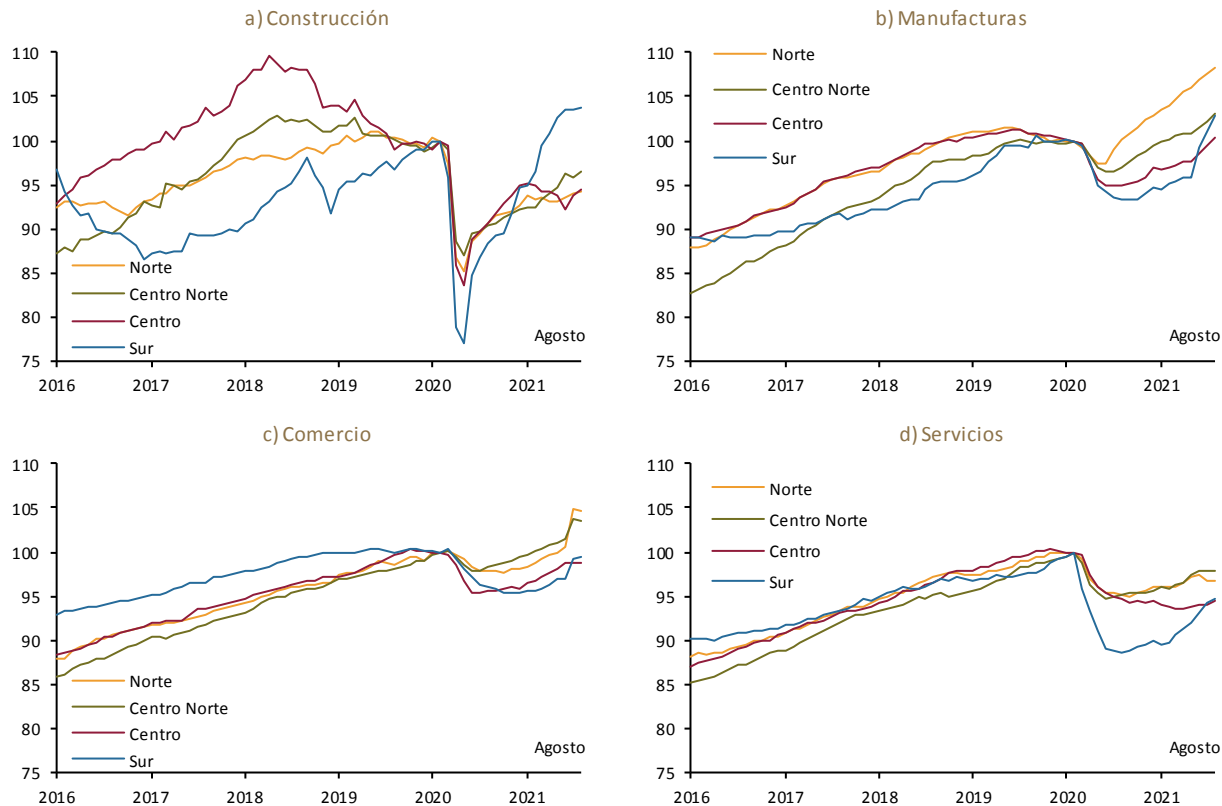 a) Construcción
110
105
100
95
90
85
80
75
Norte
Centro Norte
Centro
Sur
Agosto
2016 2017 2018 2019 2020 2021
b) Manufacturas
110
105
100
95
90
85
80
75
Norte
Centro Norte
Centro
Sur
Agosto
2016 2017 2018 2019 2020 2021
c) Comercio
110
105
100
95
90
85
80
75
Norte
Centro Norte
Centro
Sur
Agosto
2016 2017 2018 2019 2020 2021
d) Servicios
110
105
100
95
90
85
80
75
Norte
Centro Norte
Centro
Sur
Agosto
2016 2017 2018 2019 2020 2021